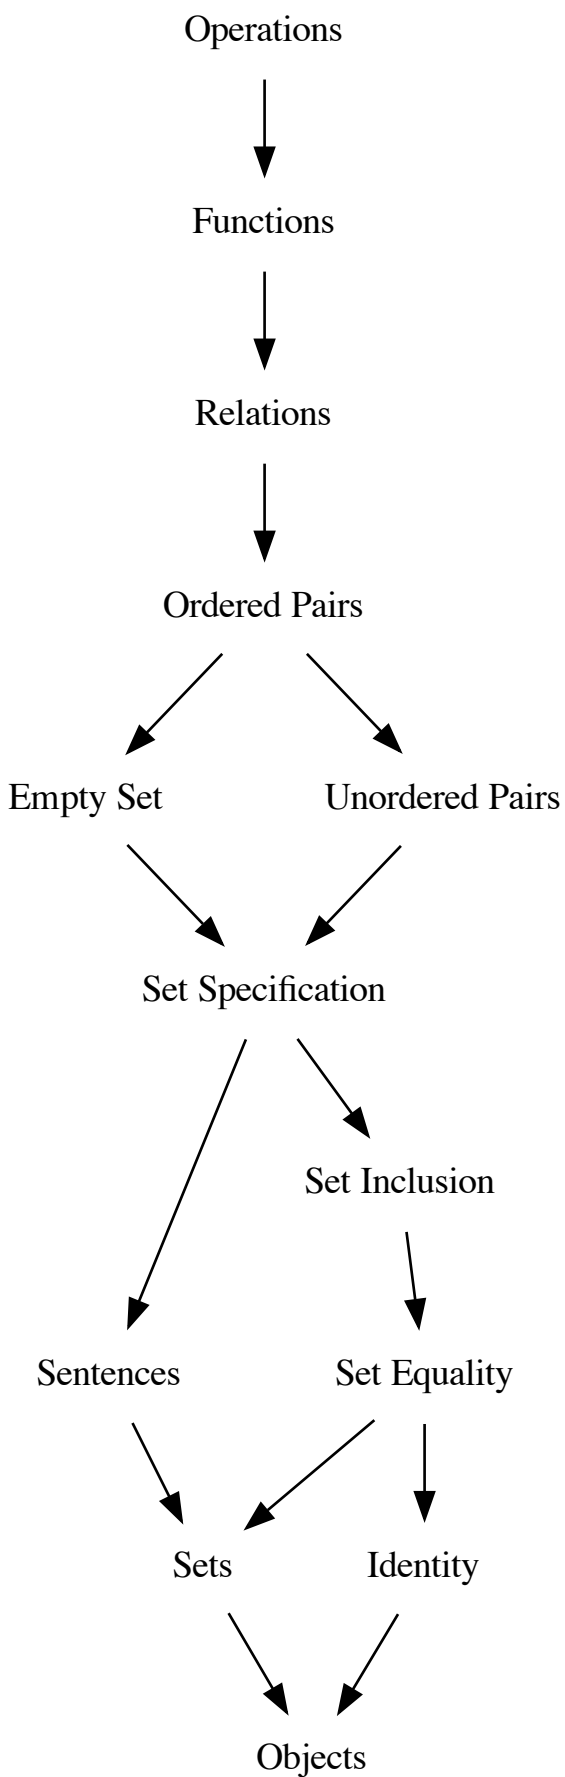 Operations
Functions
Relations
Ordered Pairs
Empty Set
Unordered Pairs
Set Specification
Set Inclusion
Sentences
Set Equality
Sets
Identity
Objects